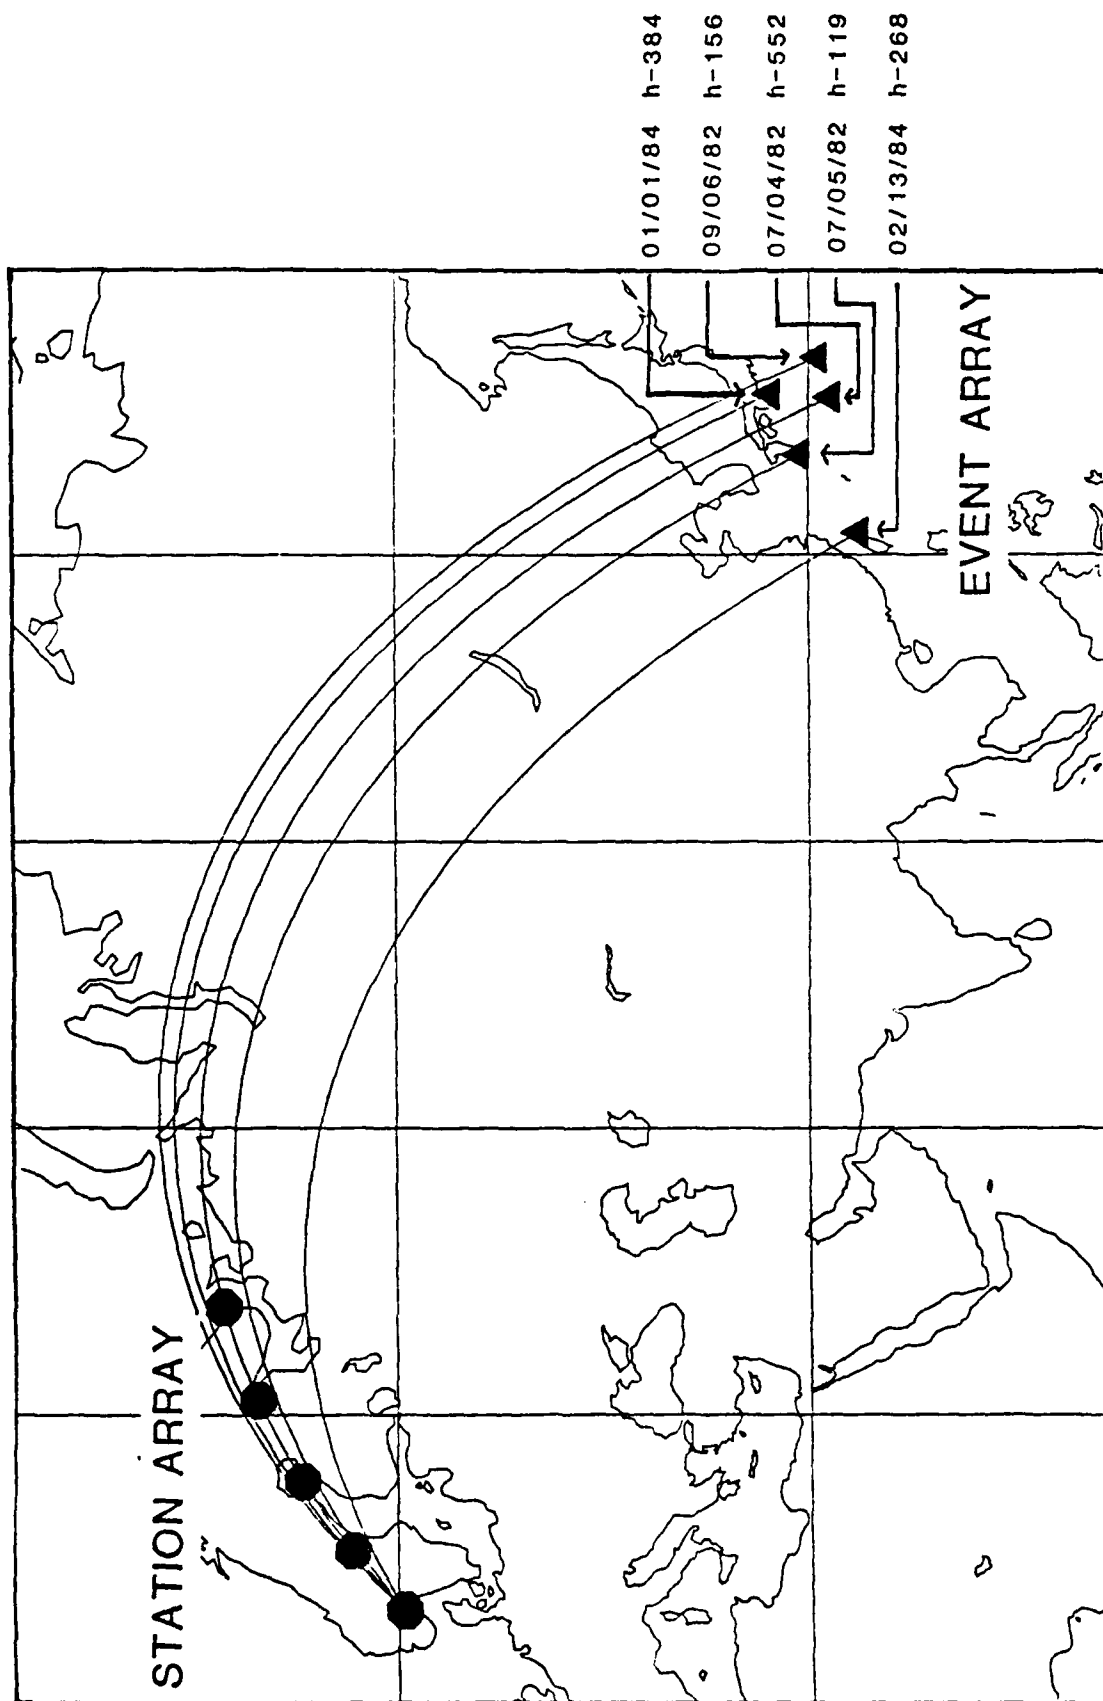 STATION ARRAY
01/01/84 h-384
09/06/82 h-156
07/04/82 h-552
07/05/82 h-119
02/13/84 h-268
EVENT ARRAY